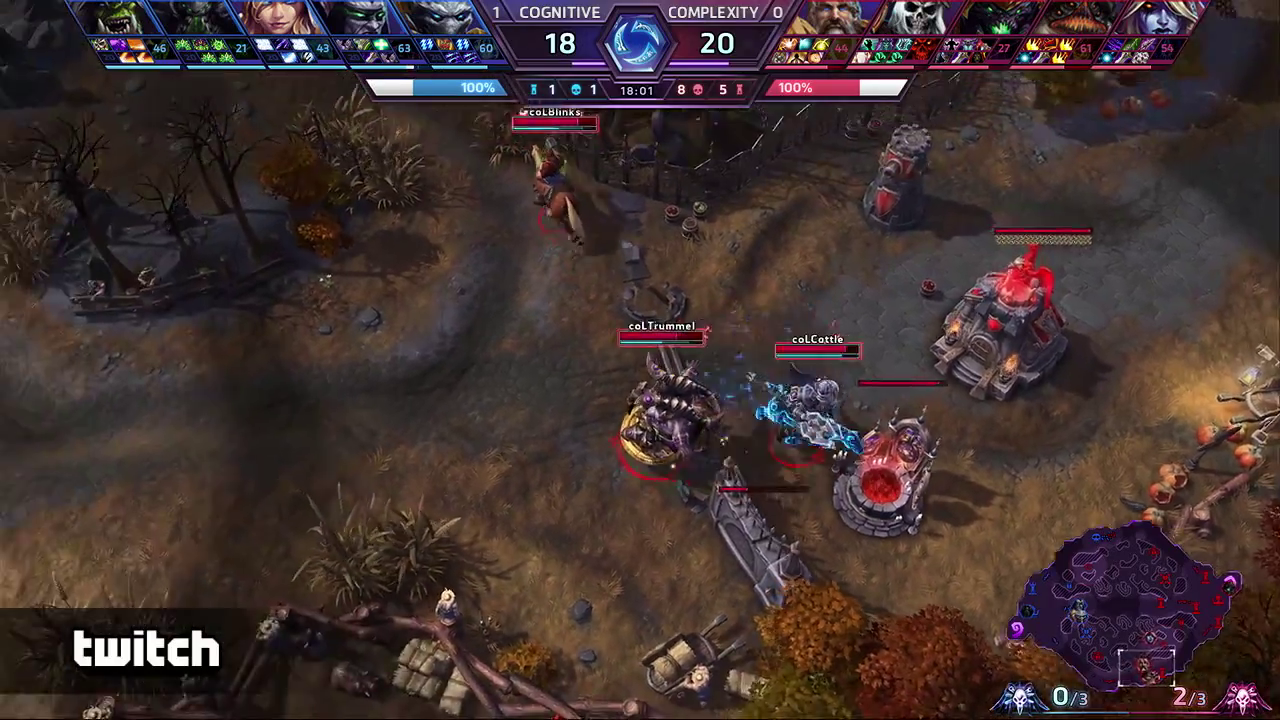 1 COGNITIVE COMPLEXITY 0
18 20
46 21 43 63 60 44 27 61 54
100% 1 1 18:01 8 5 100%
coLBlinks
coLTrummel
coLCattle
twitch
0/3 2/3